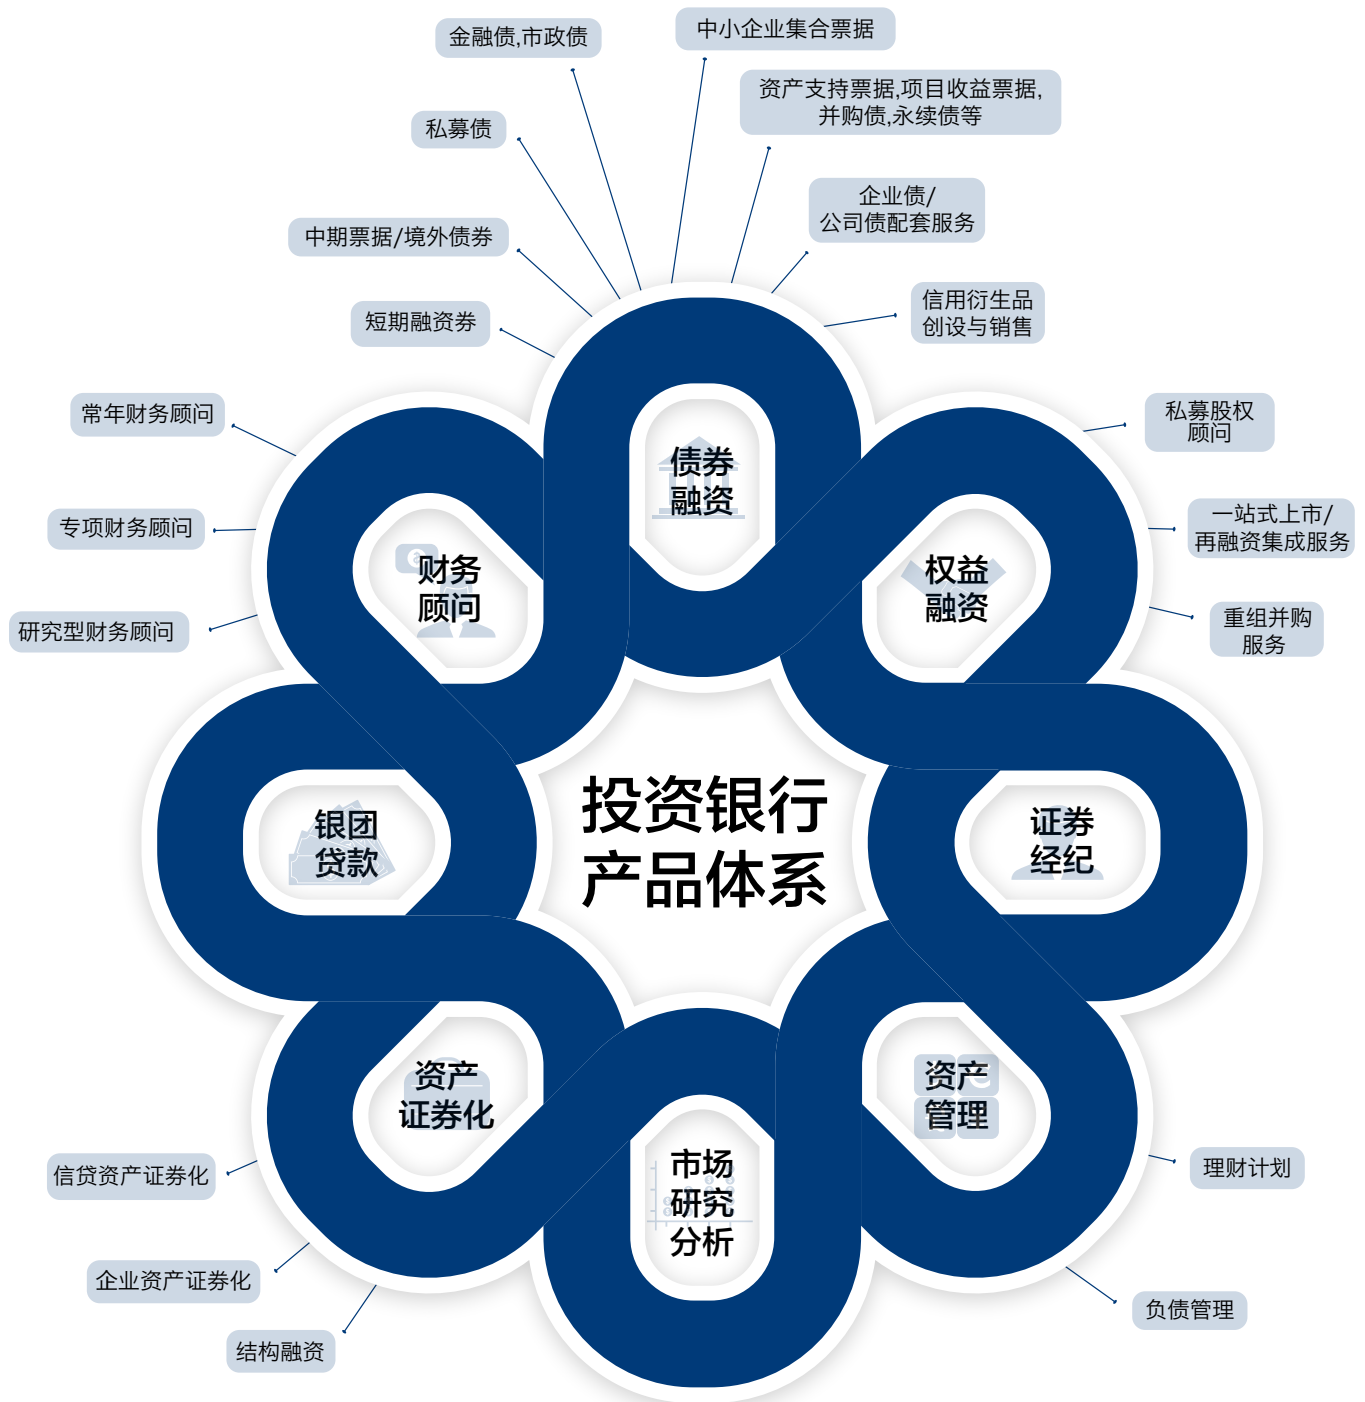 金融债,市政债
中小企业集合票据
资产支持票据,项目收益票据,
并购债,永续债等
私募债
企业债/
公司债配套服务
中期票据/境外债券
信用衍生品
创设与销售
短期融资券
常年财务顾问
私募股权
顾问
债券
融资
专项财务顾问
一站式上市/
再融资集成服务
财务
顾问
权益
融资
研究型财务顾问
重组并购
服务
投资银行
产品体系
银团
贷款
证券
经纪
资产
证券化
资产
管理
市场
研究
分析
信贷资产证券化
理财计划
企业资产证券化
负债管理
结构融资